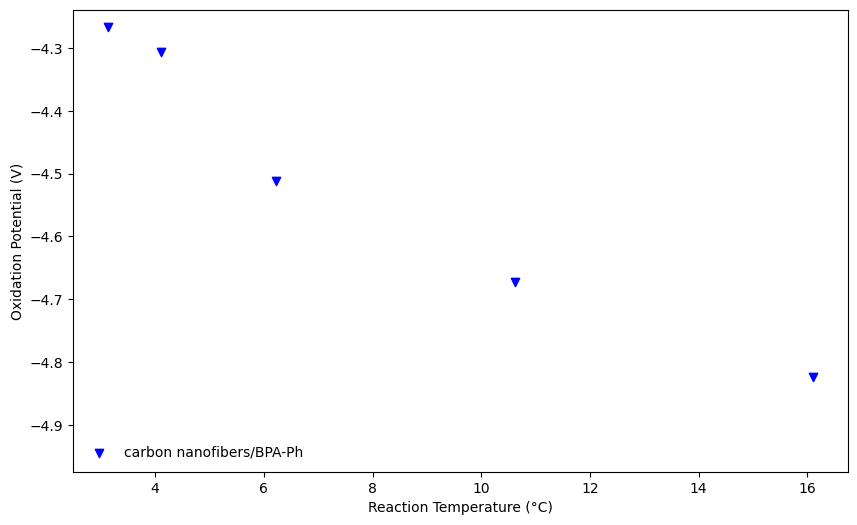 −4.3
−4.4
−4.5
−4.6
−4.7
−4.8
−4.9
Oxidation Potential (V)
carbon nanofibers/BPA-Ph
4 6 8 10 12 14 16
Reaction Temperature (°C)